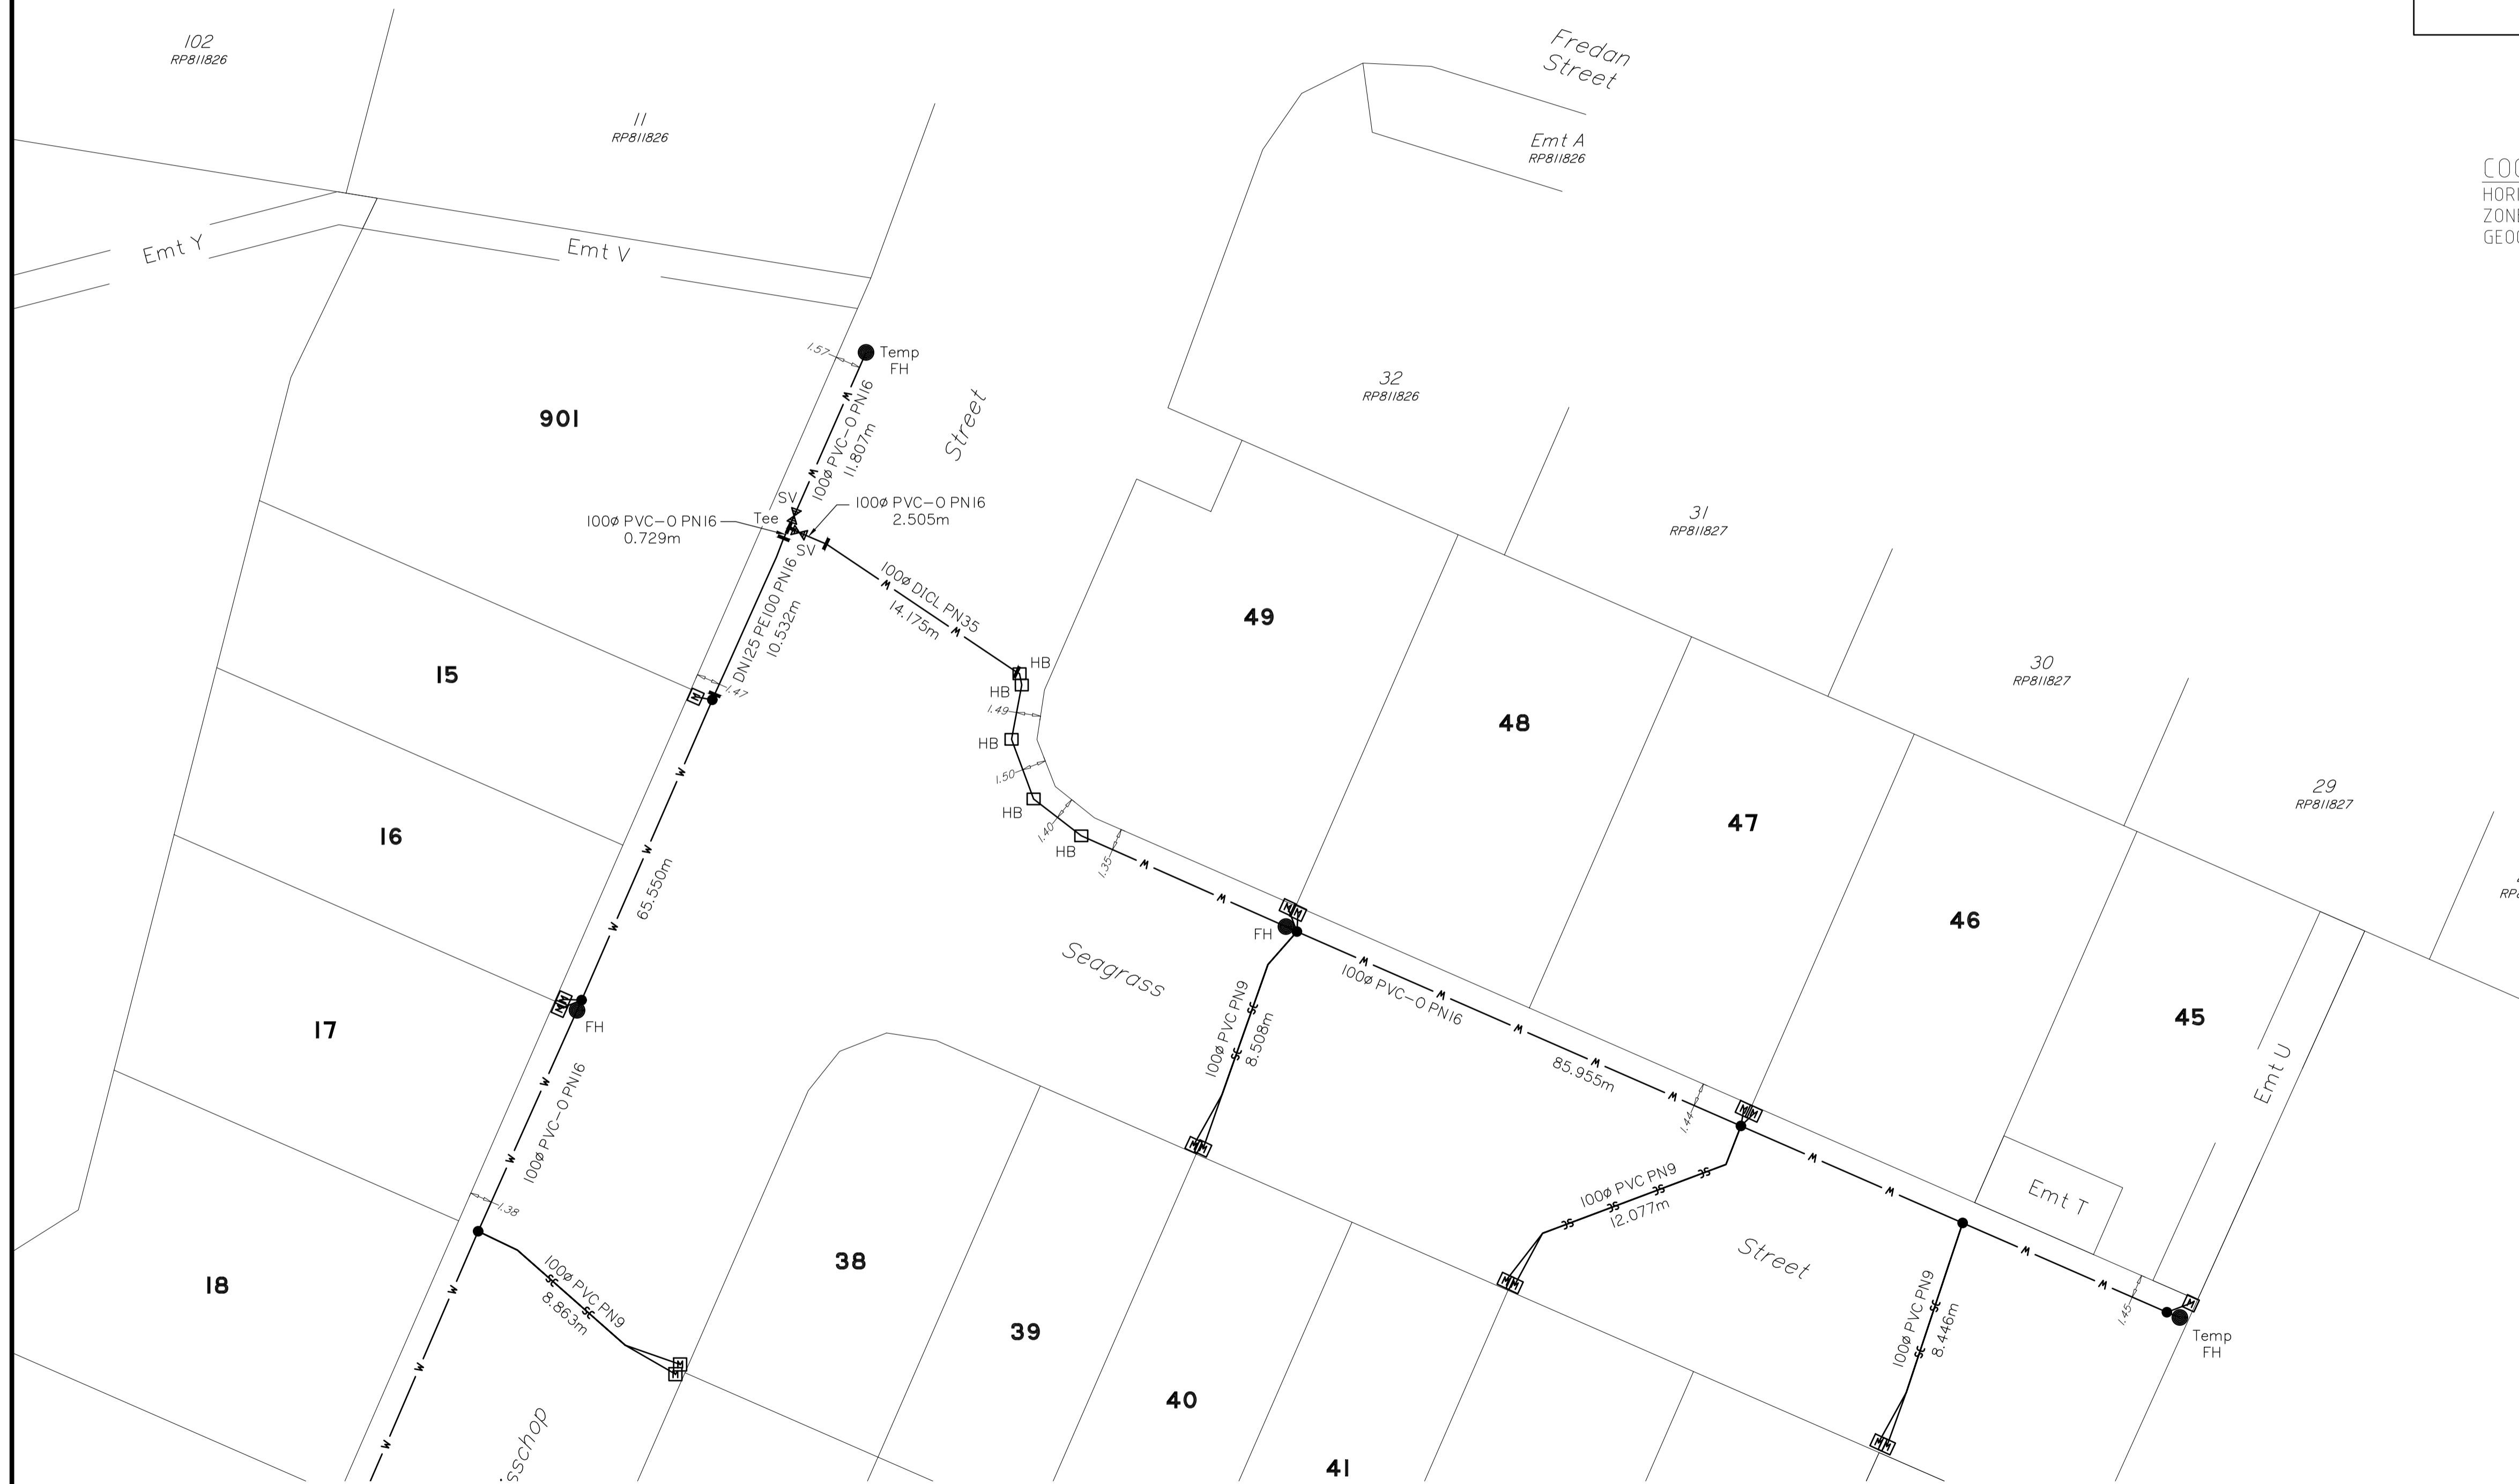 102
RP811826
11
RP811826
Fredan
Street
Emt A
RP811826
Emt Y
Emt V
1.57
Temp
FH
901
100ø PVC-O PN16
11.807m
Street
32
RP811826
SV
Tee
100ø PVC-O PN16
0.729m
100ø PVC-O PN16
2.505m
SV
31
RP811827
DN125 PE100 PN16
10.532m
100ø DICL PN35
14.175m
49
15
M
1.47
HB
HB
1.49
HB
1.50
HB
1.40
HB
1.35
30
RP811827
48
29
RP811827
16
65.550m
47
W
M
M
FH
46
Seagrass
100ø PVC-O PN16
85.955m
17
M
M
FH
100ø PVC PN9
8.508m
SC
45
Emt U
38
100ø PVC-O PN16
1.38
M
M
1.44
M
M
100ø PVC PN9
12.077m
Emt T
Street
18
100ø PVC PN9
8.863m
M
M
39
M
M
100ø PVC PN9
8.446m
1.45
M
Temp
FH
40
41
M
M
sschop